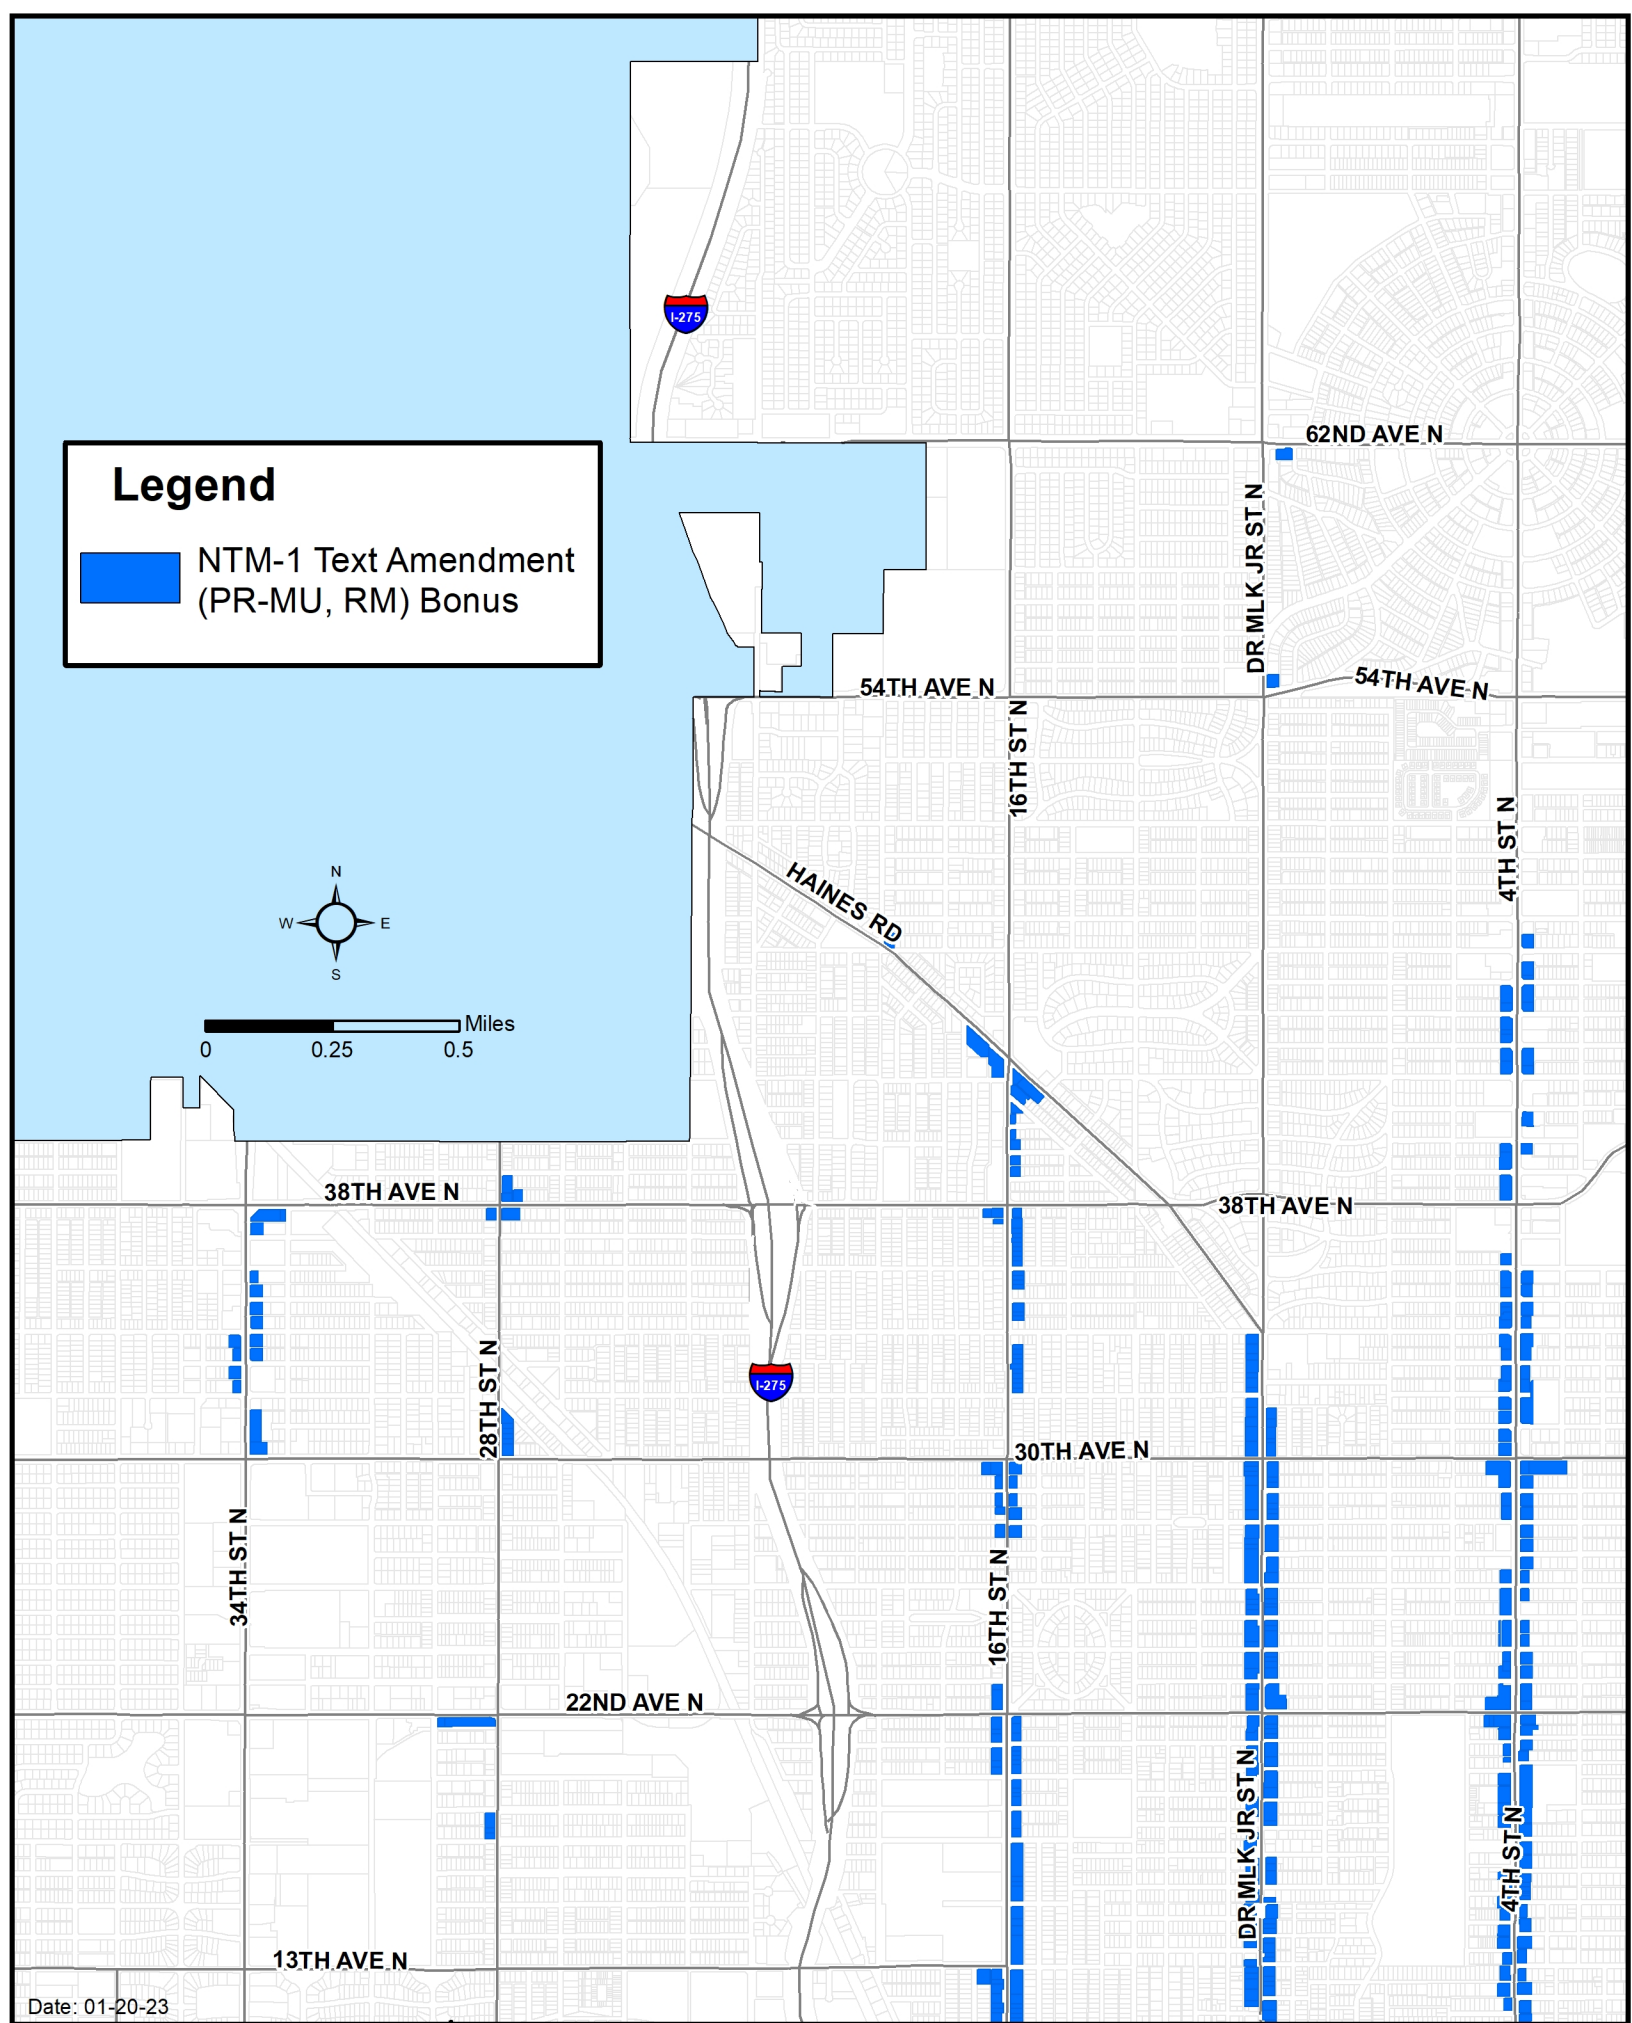 I-275
62ND AVE N
Legend
NTM-1 Text Amendment
(PR-MU, RM) Bonus
DR MLK JR ST N
54TH AVE N
54TH AVE N
16TH ST N
4TH ST N
HAINES RD
N
W E
S
Miles
0 0.25 0.5
38TH AVE N
38TH AVE N
28TH ST N
I-275
30TH AVE N
34TH ST N
16TH ST N
22ND AVE N
DR MLK JR ST N
4TH ST N
13TH AVE N
Date: 01-20-23